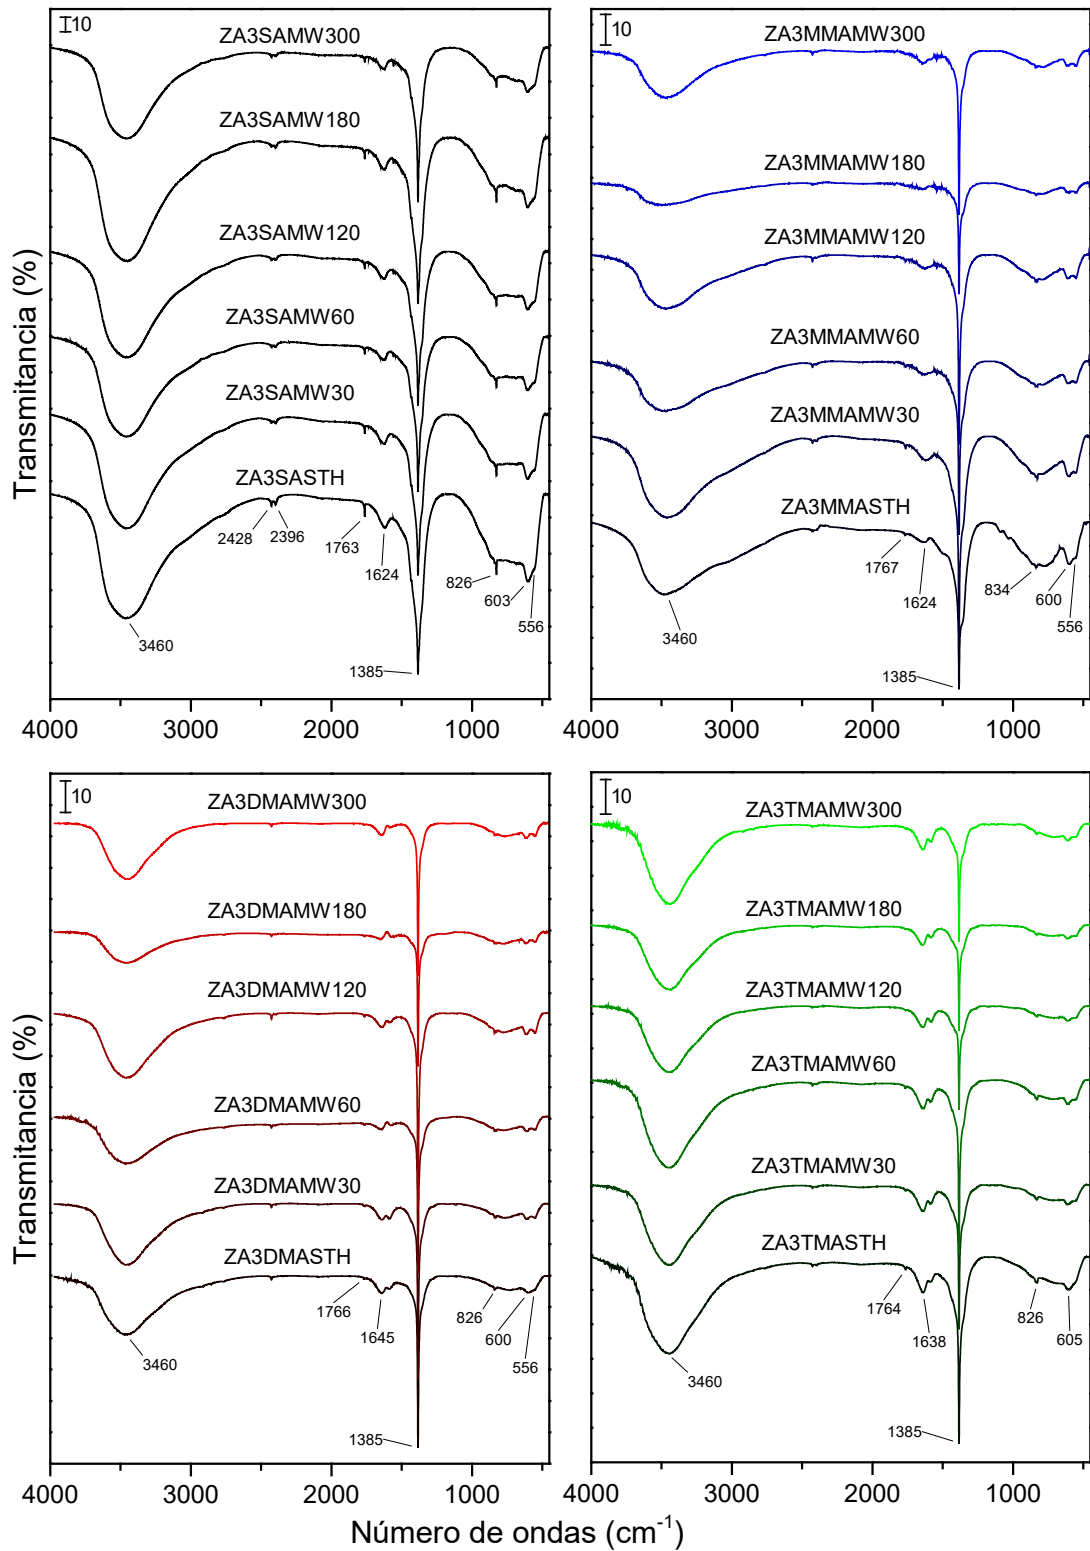 10
ZA3SAMW300
ZA3SAMW180
ZA3SAMW120
ZA3SAMW60
ZA3SAMW30
ZA3SASTH
2428
2396
1763
1624
826
603
556
3460
1385
4000 3000 2000 1000
Transmitancia (%)
10
ZA3MMAMW300
ZA3MMAMW180
ZA3MMAMW120
ZA3MMAMW60
ZA3MMAMW30
ZA3MMASTH
1767
1624
834
600
556
3460
1385
4000 3000 2000 1000
10
ZA3DMAMW300
ZA3DMAMW180
ZA3DMAMW120
ZA3DMAMW60
ZA3DMAMW30
ZA3DMASTH
1766
1645
826
600
556
3460
1385
4000 3000 2000 1000
Transmitancia (%)
10
ZA3TMAMW300
ZA3TMAMW180
ZA3TMAMW120
ZA3TMAMW60
ZA3TMAMW30
ZA3TMASTH
1764
1638
826
605
3460
1385
4000 3000 2000 1000
Número de ondas (cm⁻¹)